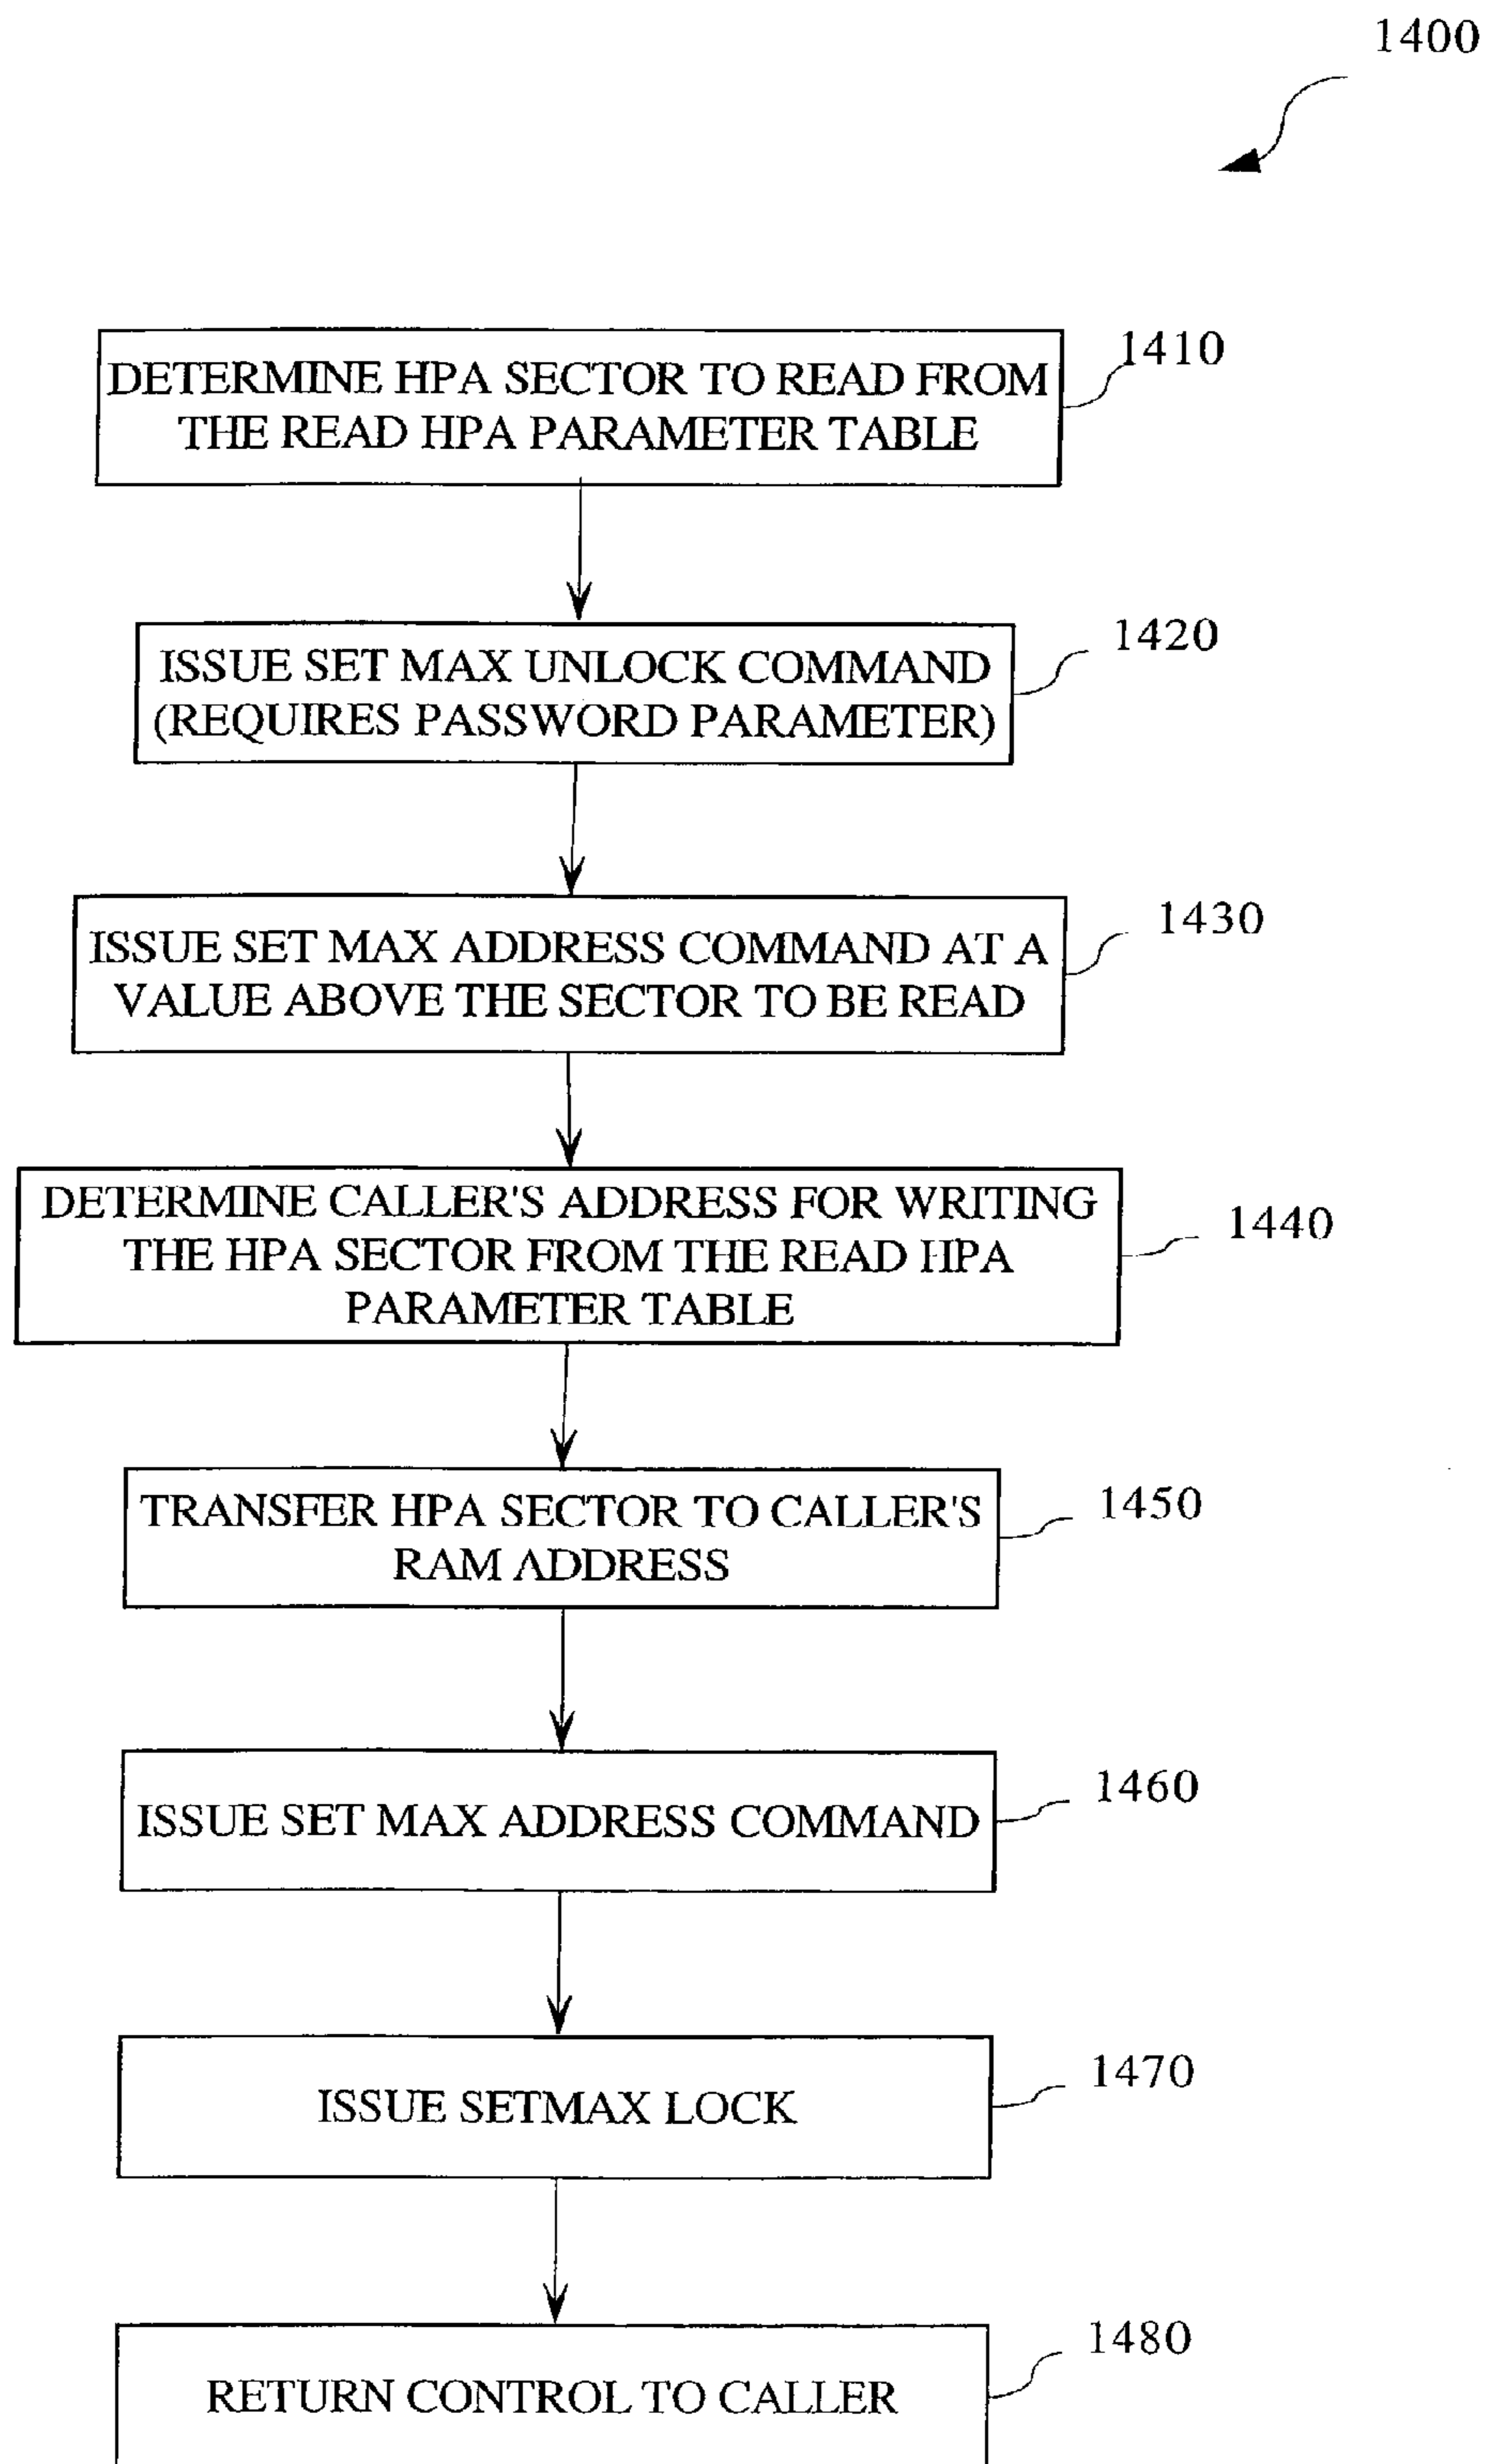 1400
DETERMINE HPA SECTOR TO READ FROM
THE READ HPA PARAMETER TABLE
1410
ISSUE SET MAX UNLOCK COMMAND
(REQUIRES PASSWORD PARAMETER)
1420
ISSUE SET MAX ADDRESS COMMAND AT A
VALUE ABOVE THE SECTOR TO BE READ
1430
DETERMINE CALLER'S ADDRESS FOR WRITING
THE HPA SECTOR FROM THE READ HPA
PARAMETER TABLE
1440
TRANSFER HPA SECTOR TO CALLER'S
RAM ADDRESS
1450
ISSUE SET MAX ADDRESS COMMAND
1460
ISSUE SETMAX LOCK
1470
RETURN CONTROL TO CALLER
1480